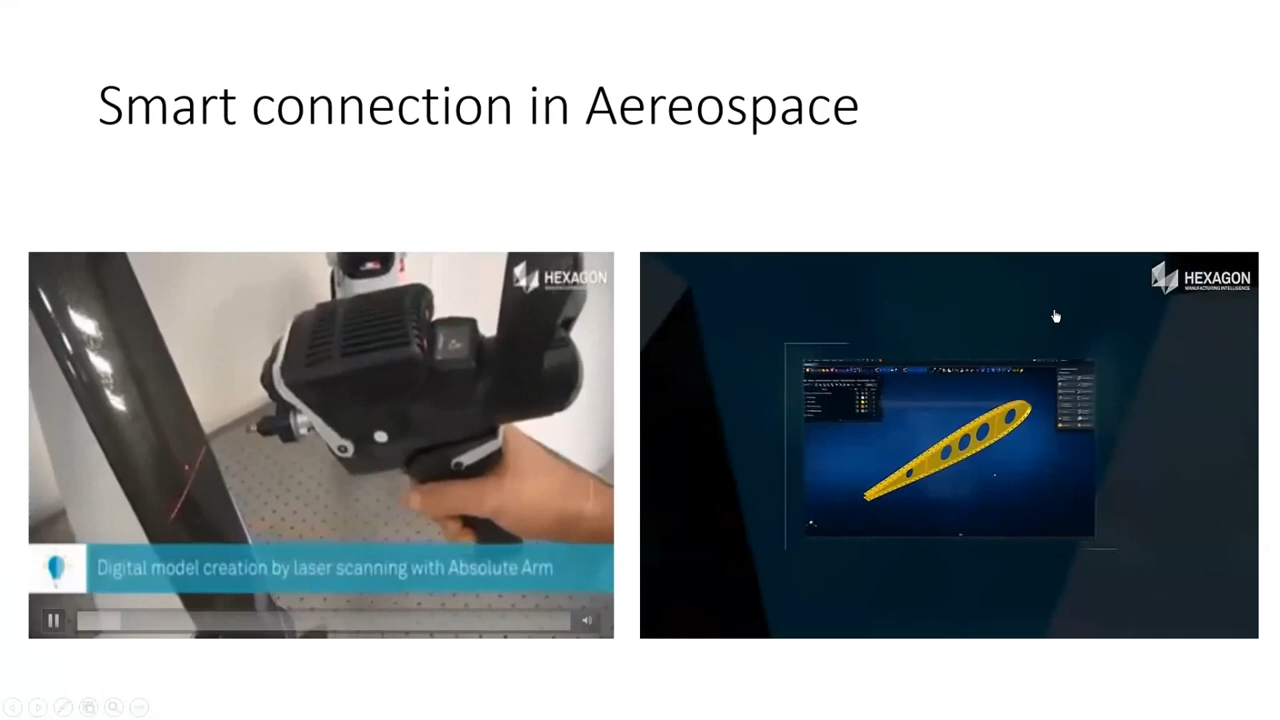 Smart connection in Aereospace
HEXAGON
MANUFACTURING INTELLIGENCE
Digital model creation by laser scanning with Absolute Arm
HEXAGON
MANUFACTURING INTELLIGENCE